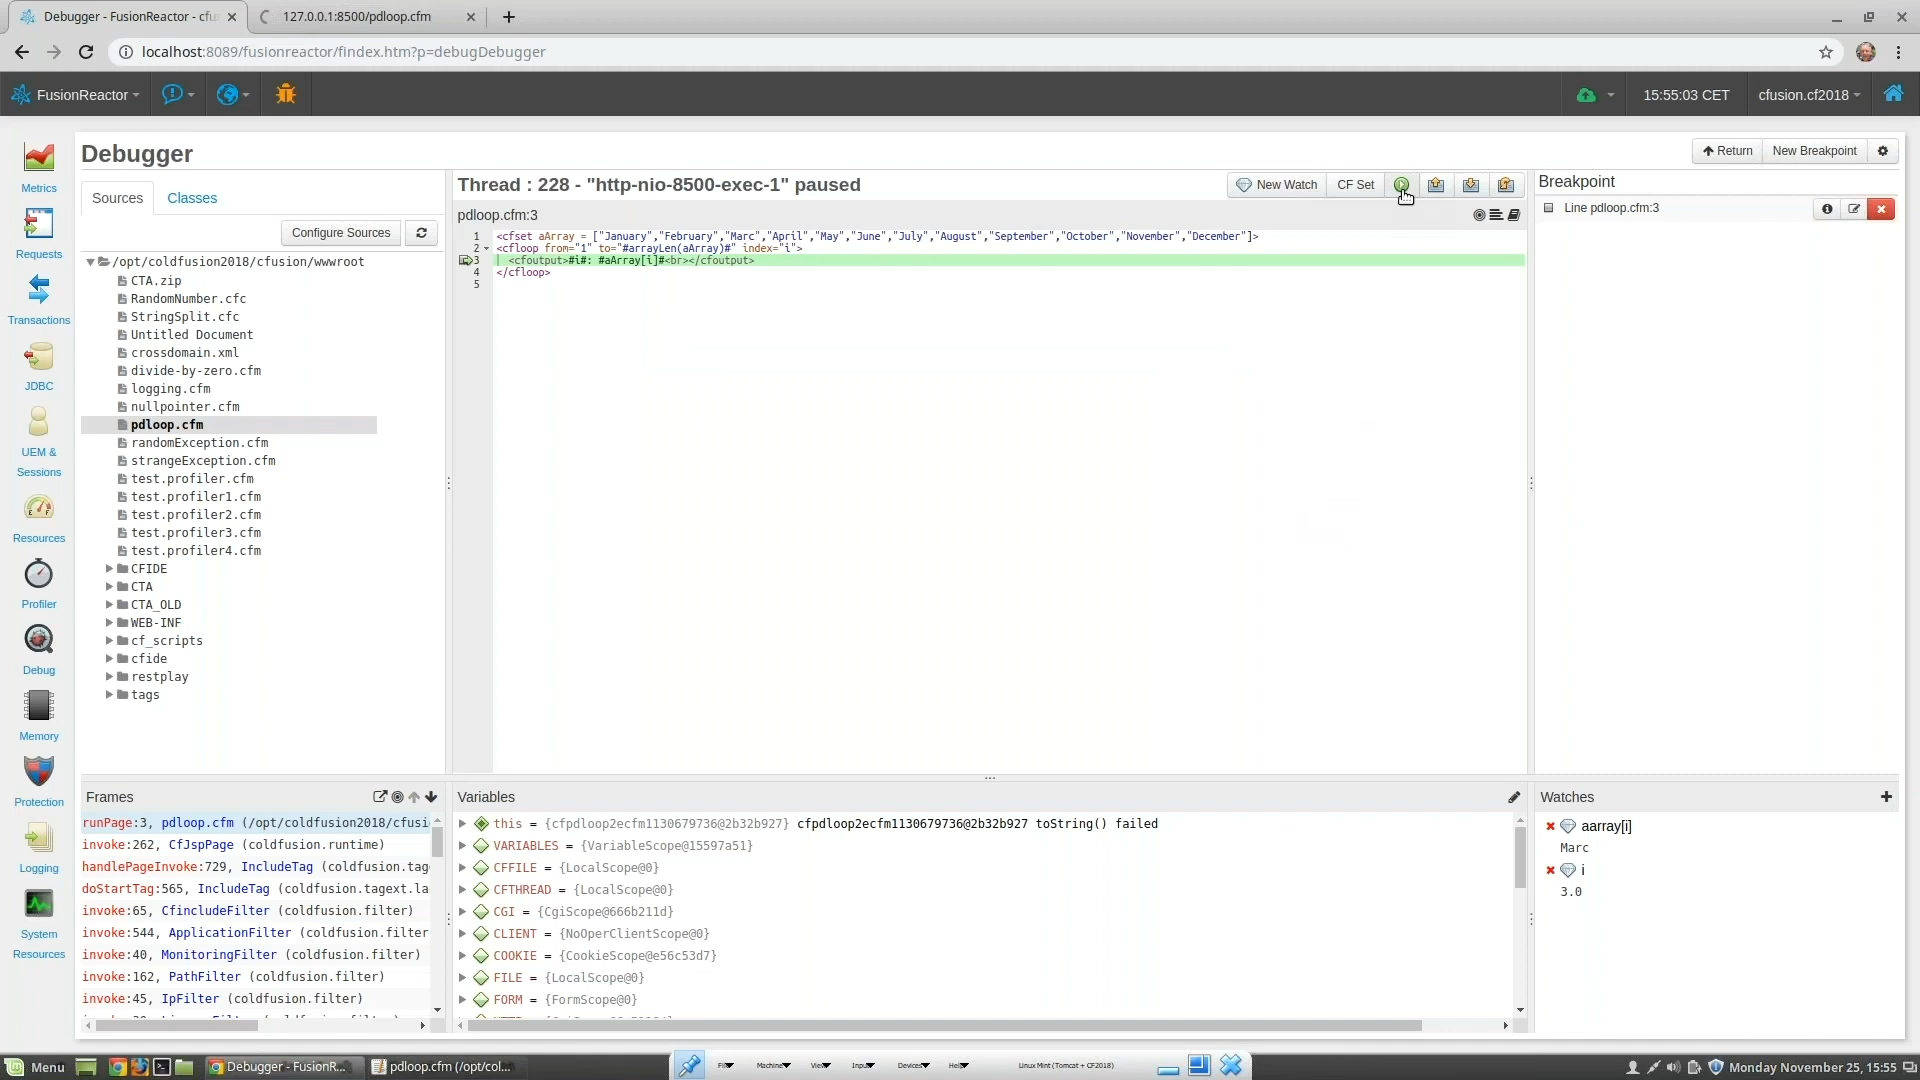 Debugger - FusionReactor - cfu
127.0.0.1:8500/pdloop.cfm
localhost:8089/fusionreactor/findex.htm?p=debugDebugger
FusionReactor
15:55:03 CET
cfusion.cf2018
Debugger
Return
New Breakpoint
Metrics
Requests
Transactions
JDBC
UEM &
Sessions
Resources
Profiler
Debug
Memory
Protection
Logging
System
Resources
Sources
Classes
Configure Sources
/opt/coldfusion2018/cfusion/wwwroot
CTA.zip
RandomNumber.cfc
StringSplit.cfc
Untitled Document
crossdomain.xml
divide-by-zero.cfm
logging.cfm
nullpointer.cfm
pdloop.cfm
randomException.cfm
strangeException.cfm
test.profiler.cfm
test.profiler1.cfm
test.profiler2.cfm
test.profiler3.cfm
test.profiler4.cfm
CFIDE
CTA
CTA_OLD
WEB-INF
cf_scripts
cfide
restplay
tags
Thread : 228 - "http-nio-8500-exec-1" paused
New Watch
CF Set
pdloop.cfm:3
1 <cfset aArray = ["January","February","Marc","April","May","June","July","August","September","October","November","December"]>
2 <cfloop from="1" to="#arrayLen(aArray)#" index="i">
3 <cfoutput>#i#: #aArray[i]#<br></cfoutput>
4 </cfloop>
5
Breakpoint
Line pdloop.cfm:3
Frames
runPage:3, pdloop.cfm (/opt/coldfusion2018/cfusi
invoke:262, CfJspPage (coldfusion.runtime)
handlePageInvoke:729, IncludeTag (coldfusion.tag
doStartTag:565, IncludeTag (coldfusion.tagext.la
invoke:65, CfincludeFilter (coldfusion.filter)
invoke:544, ApplicationFilter (coldfusion.filter
invoke:40, MonitoringFilter (coldfusion.filter)
invoke:162, PathFilter (coldfusion.filter)
invoke:45, IpFilter (coldfusion.filter)
Variables
this = {cfpdloop2ecfm1130679736@2b32b927} cfpdloop2ecfm1130679736@2b32b927 toString() failed
VARIABLES = {VariableScope@15597a51}
CFFILE = {LocalScope@0}
CFTHREAD = {LocalScope@0}
CGI = {CgiScope@666b211d}
CLIENT = {NoOperClientScope@0}
COOKIE = {CookieScope@e56c53d7}
FILE = {LocalScope@0}
FORM = {FormScope@0}
Watches
aarray[i]
Marc
i
3.0
Menu
Debugger - FusionR...
pdloop.cfm (/opt/col...
File
Machine
View
Input
Devices
Help
Linux Mint (Tomcat + CF2018)
Monday November 25, 15:55